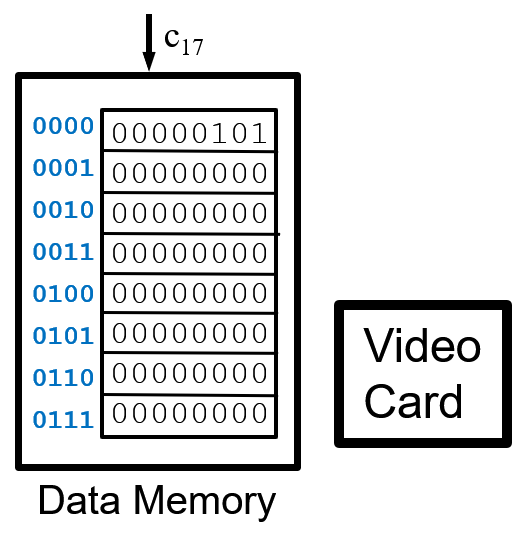 c17
0000 00000101
0001 00000000
0010 00000000
0011 00000000
0100 00000000
0101 00000000
0110 00000000
0111 00000000
Video
Card
Data Memory